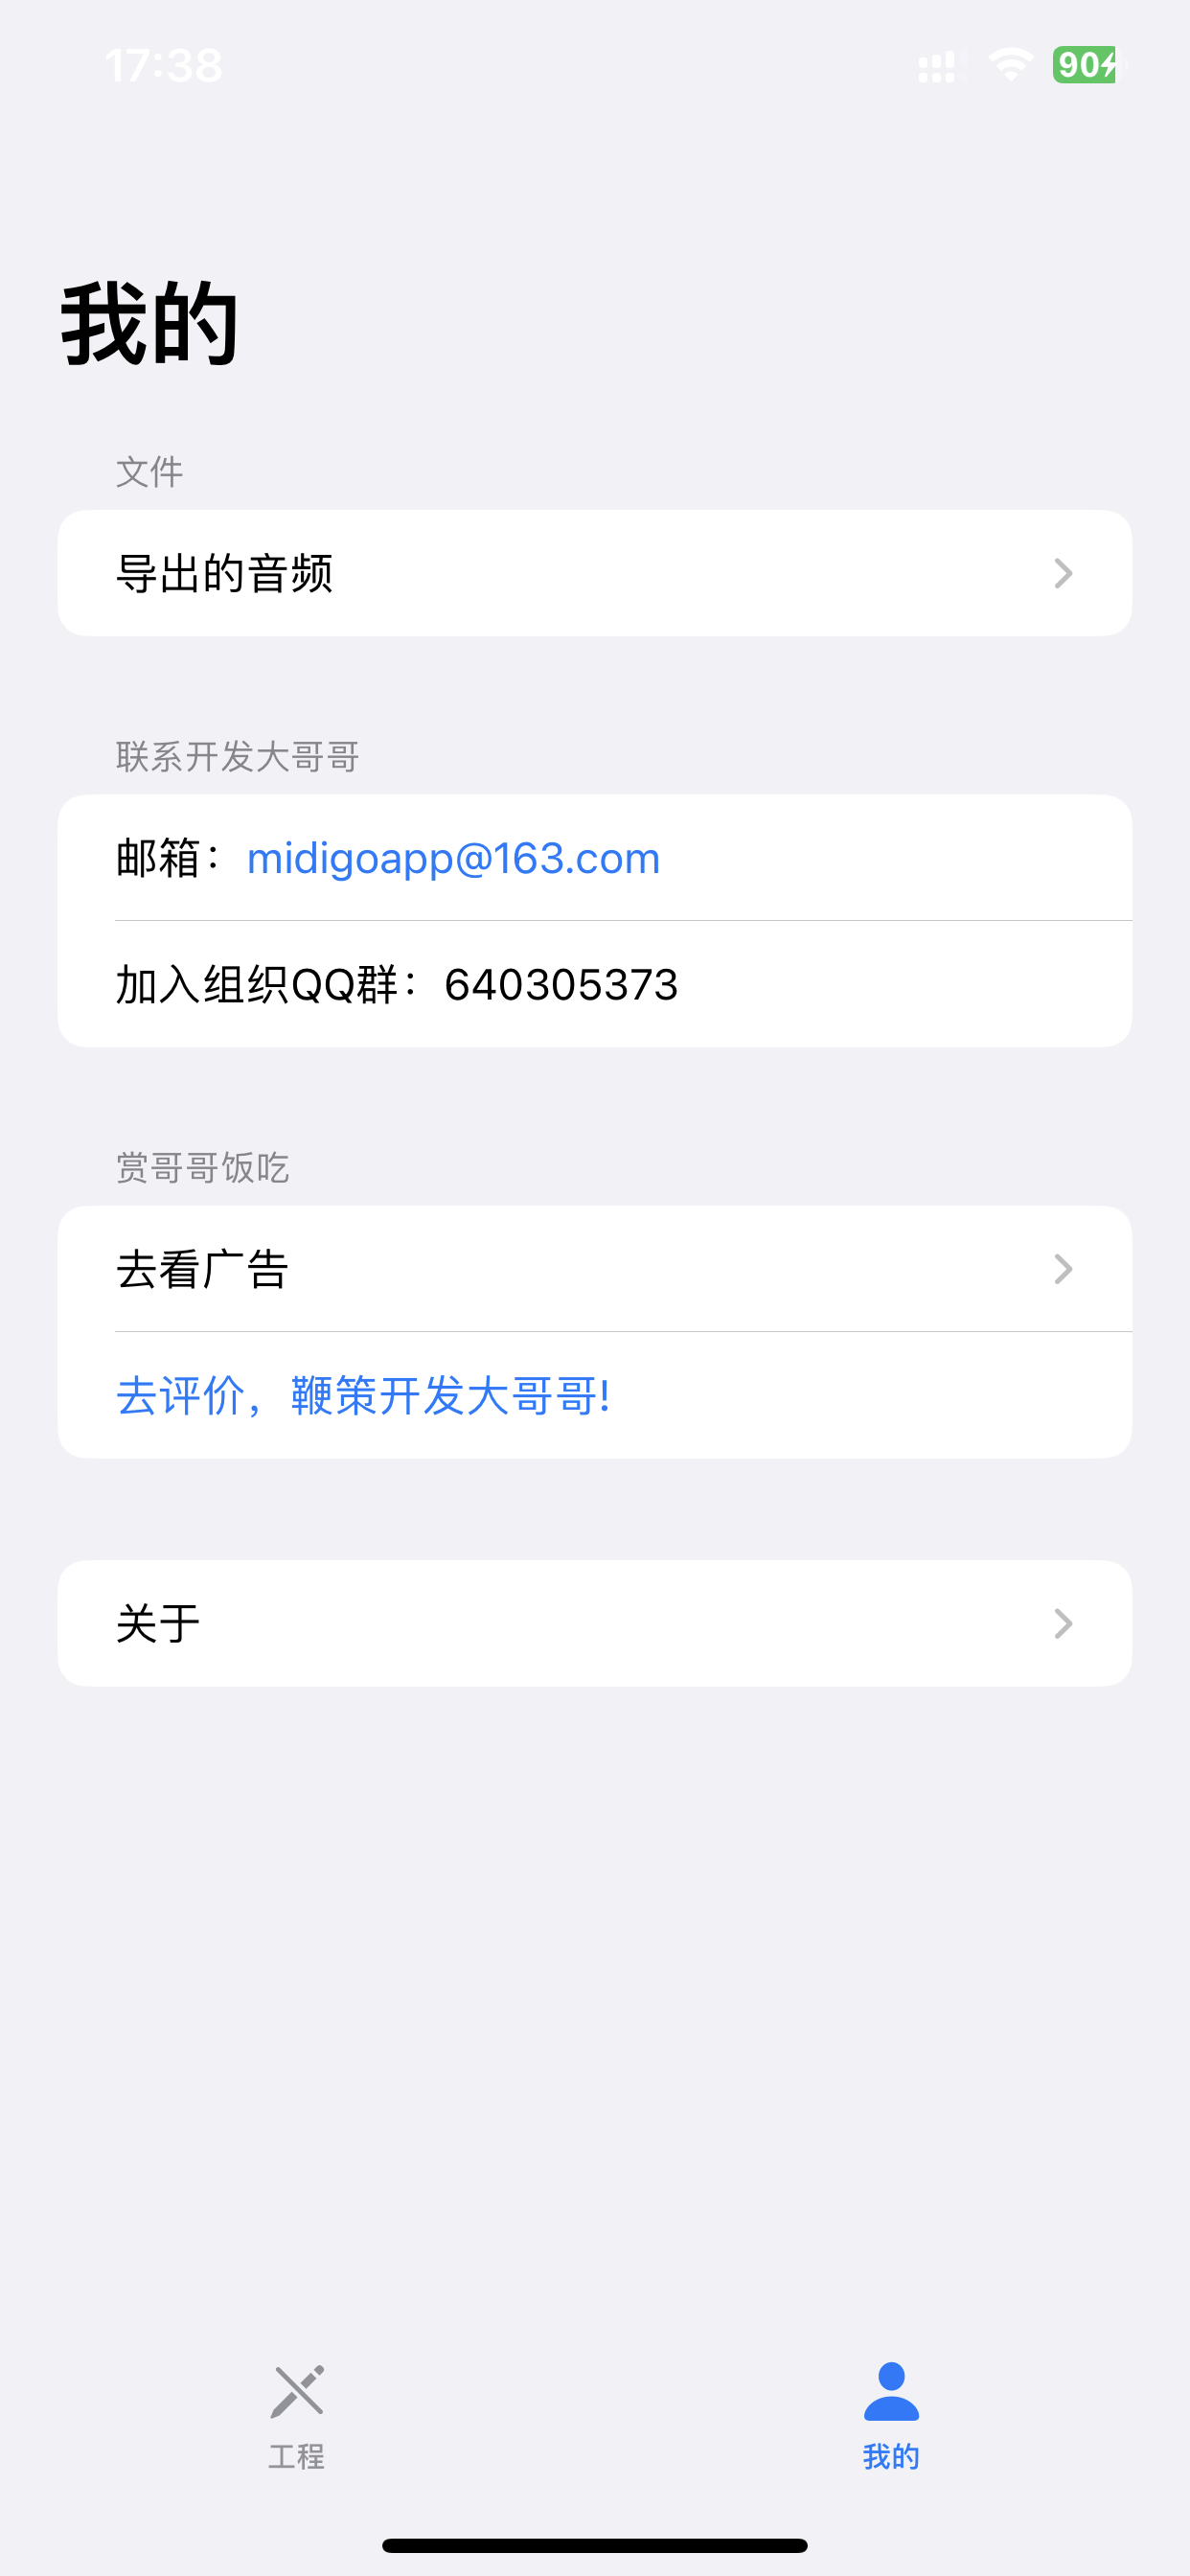 17:38
90
我的
文件
导出的音频
联系开发大哥哥
邮箱：midigoapp@163.com
加入组织QQ群：640305373
赏哥哥饭吃
去看广告
去评价，鞭策开发大哥哥！
关于
工程
我的